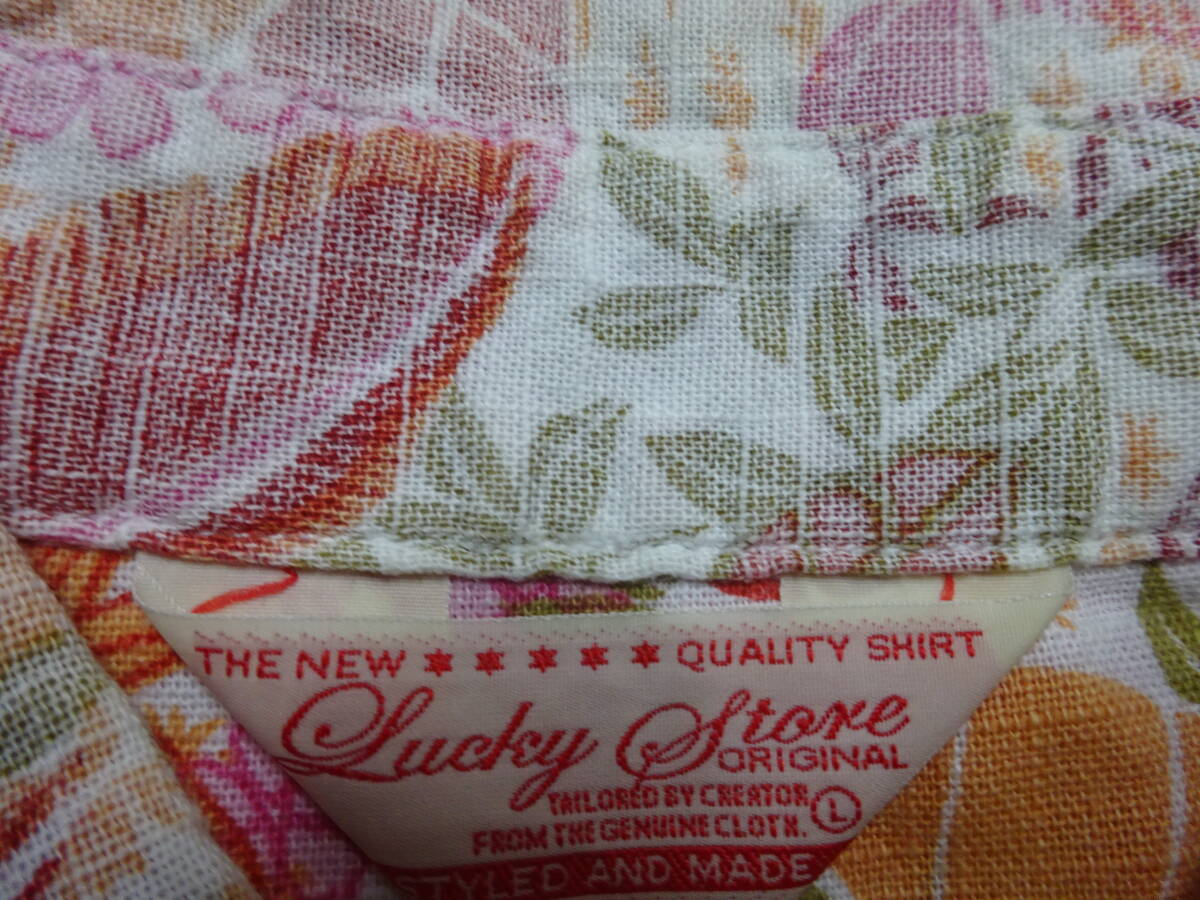 THE NEW ***** QUALITY SHIRT
Lucky Store
ORIGINAL
TAILORED BY CREATOR
FROM THE GENUINE CLOTH. L
STYLED AND MADE